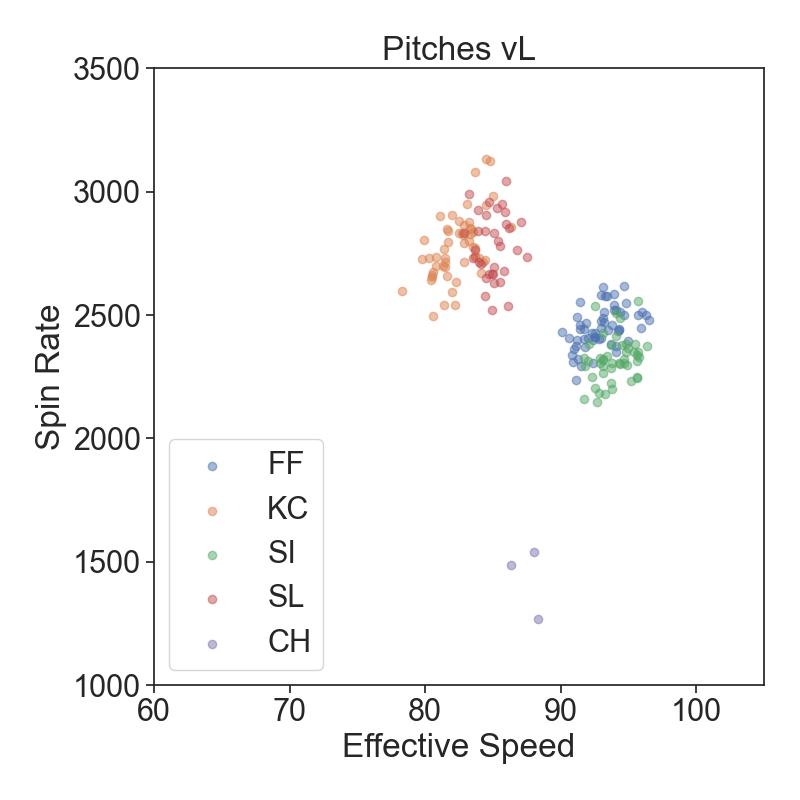 Pitches vL
3500
3000
2500
2000
1500
1000
Spin Rate
FF
KC
SI
SL
CH
60 70 80 90 100
Effective Speed